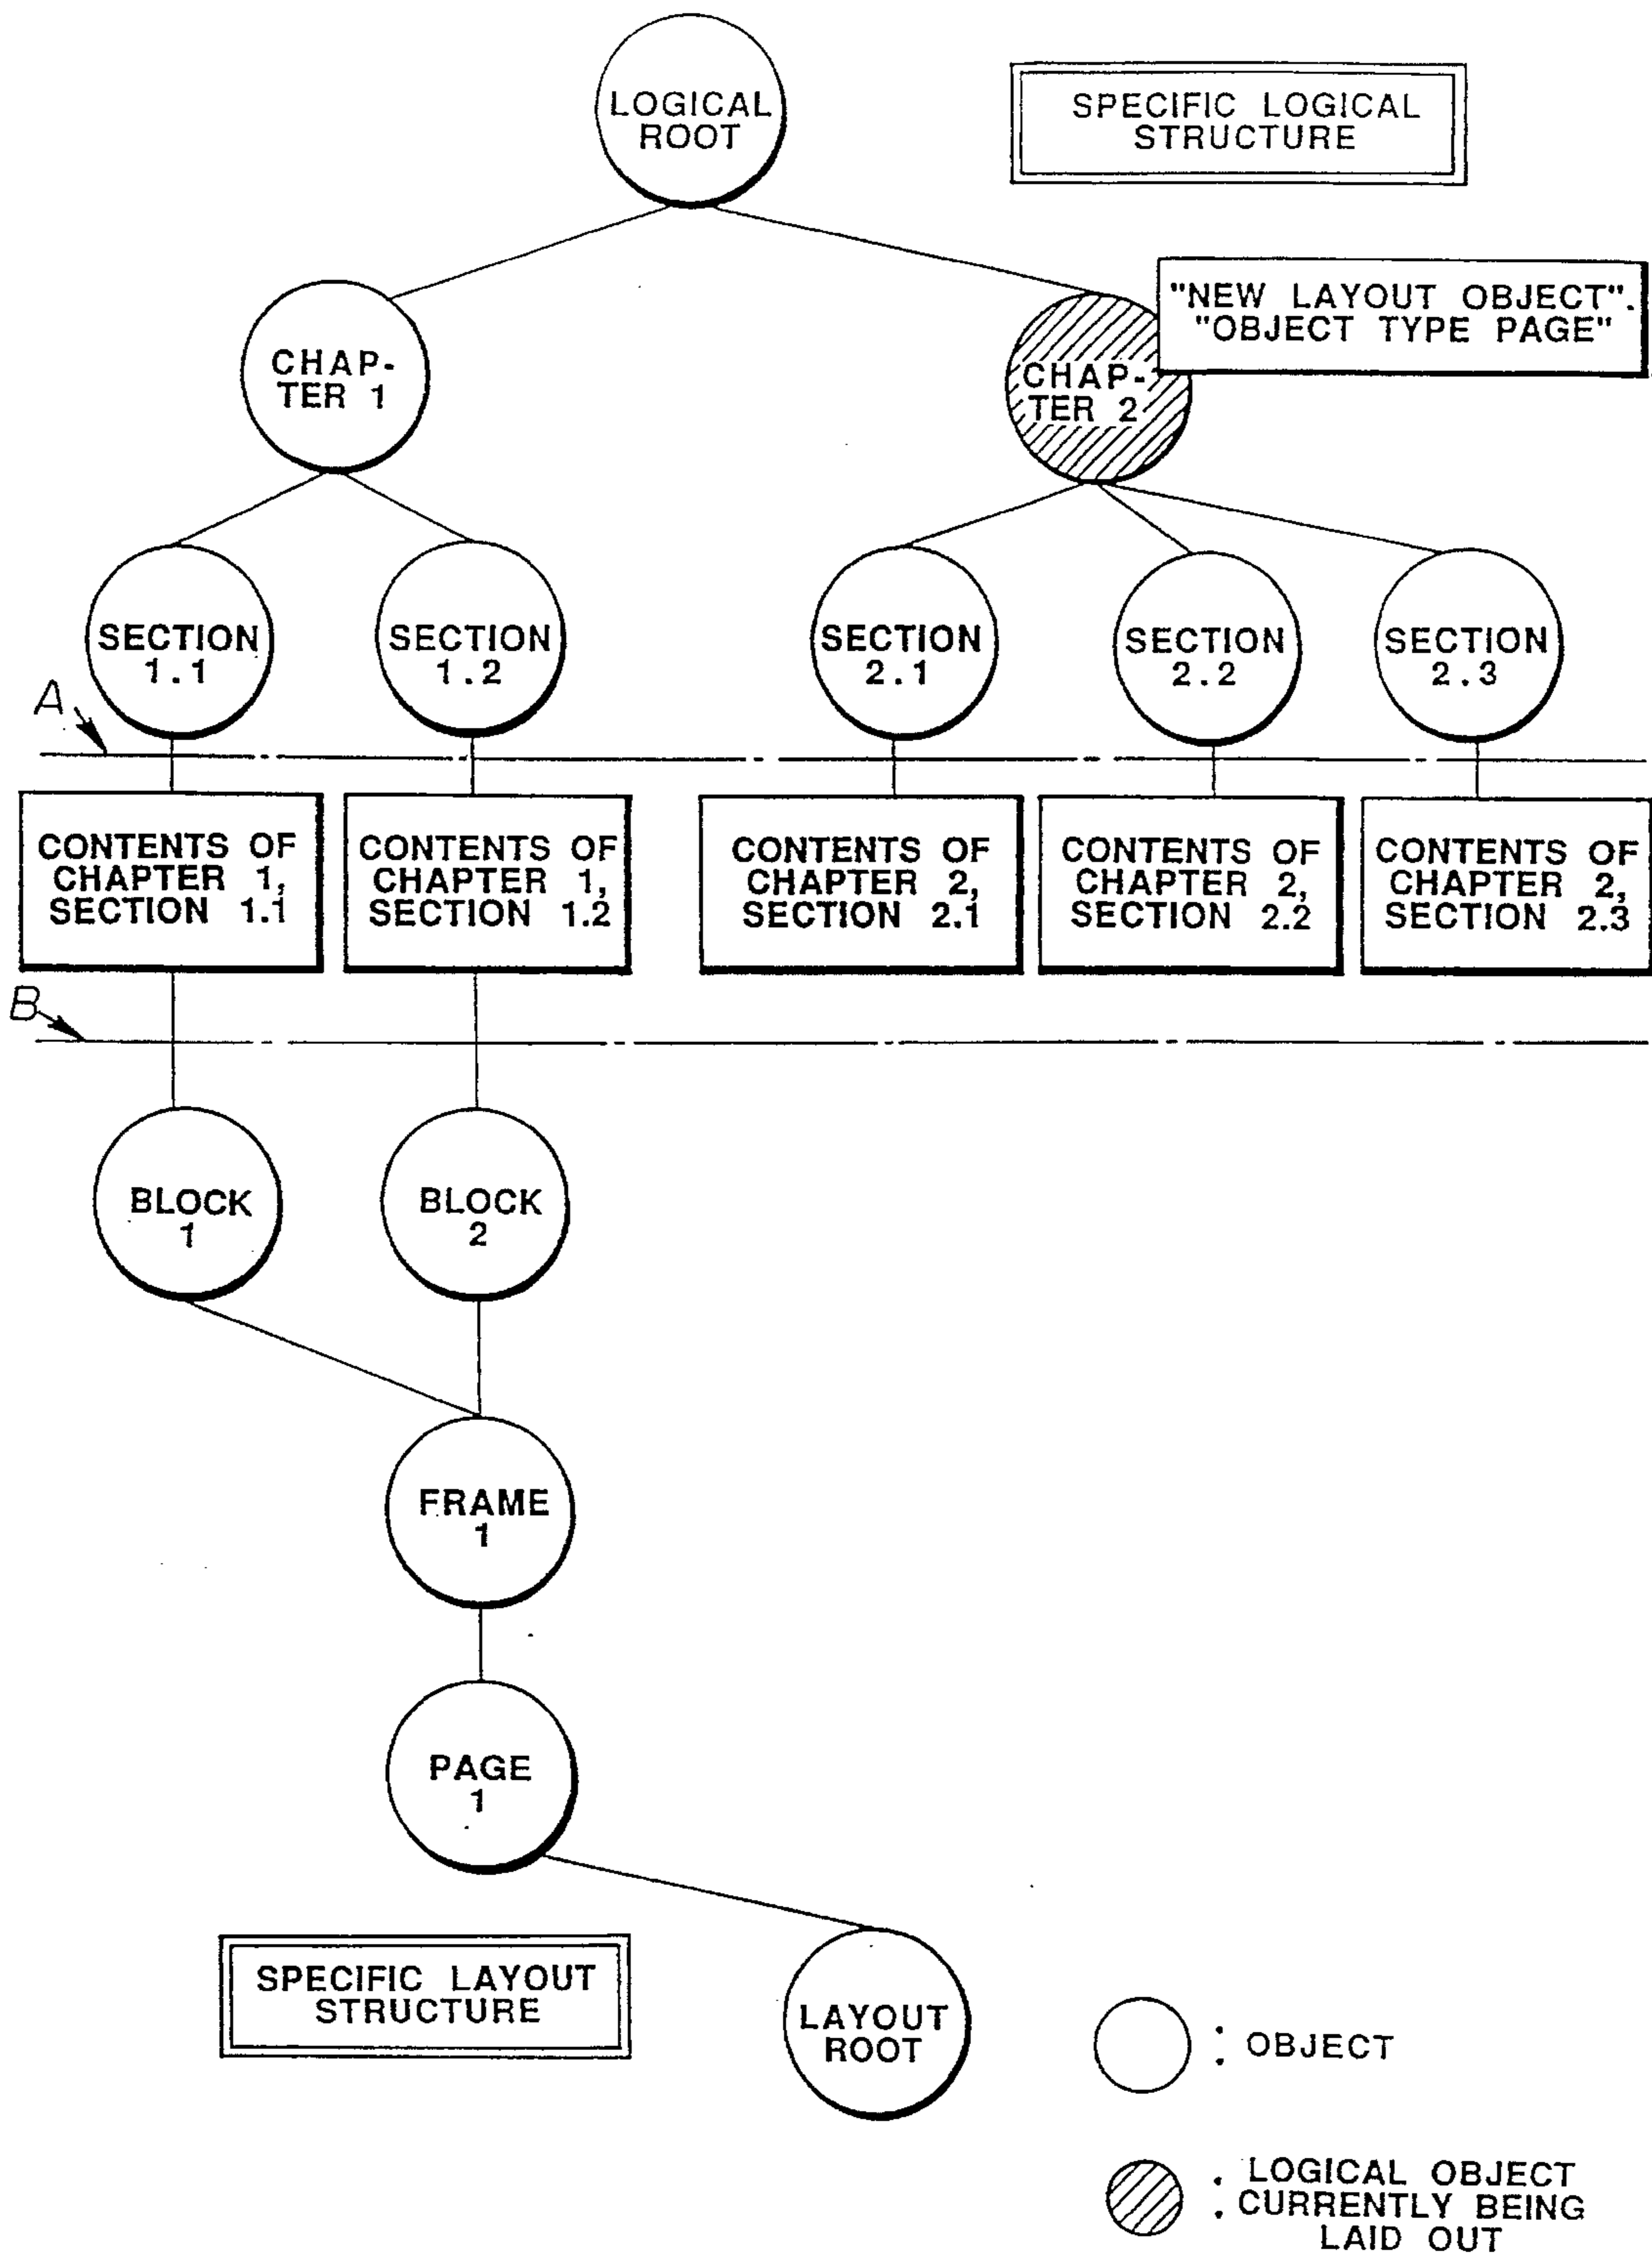 LOGICAL
ROOT
SPECIFIC LOGICAL
STRUCTURE
"NEW LAYOUT OBJECT".
"OBJECT TYPE PAGE"
CHAP-
TER 1
CHAP-
TER 2
SECTION
1.1
SECTION
1.2
SECTION
2.1
SECTION
2.2
SECTION
2.3
A
CONTENTS OF
CHAPTER 1,
SECTION 1.1
CONTENTS OF
CHAPTER 1,
SECTION 1.2
CONTENTS OF
CHAPTER 2,
SECTION 2.1
CONTENTS OF
CHAPTER 2,
SECTION 2.2
CONTENTS OF
CHAPTER 2,
SECTION 2.3
B
BLOCK
1
BLOCK
2
FRAME
1
PAGE
1
SPECIFIC LAYOUT
STRUCTURE
LAYOUT
ROOT
: OBJECT
: LOGICAL OBJECT
CURRENTLY BEING
LAID OUT